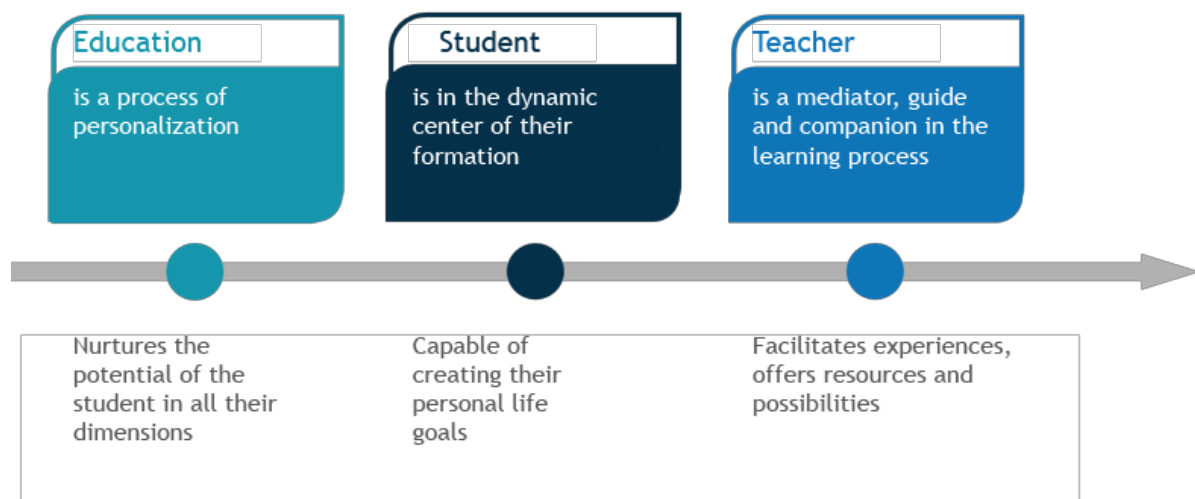 Education
is a process of
personalization
Student
is in the dynamic
center of their
formation
Teacher
is a mediator, guide
and companion in the
learning process
Nurtures the
potential of the
student in all their
dimensions
Capable of
creating their
personal life
goals
Facilitates experiences,
offers resources and
possibilities